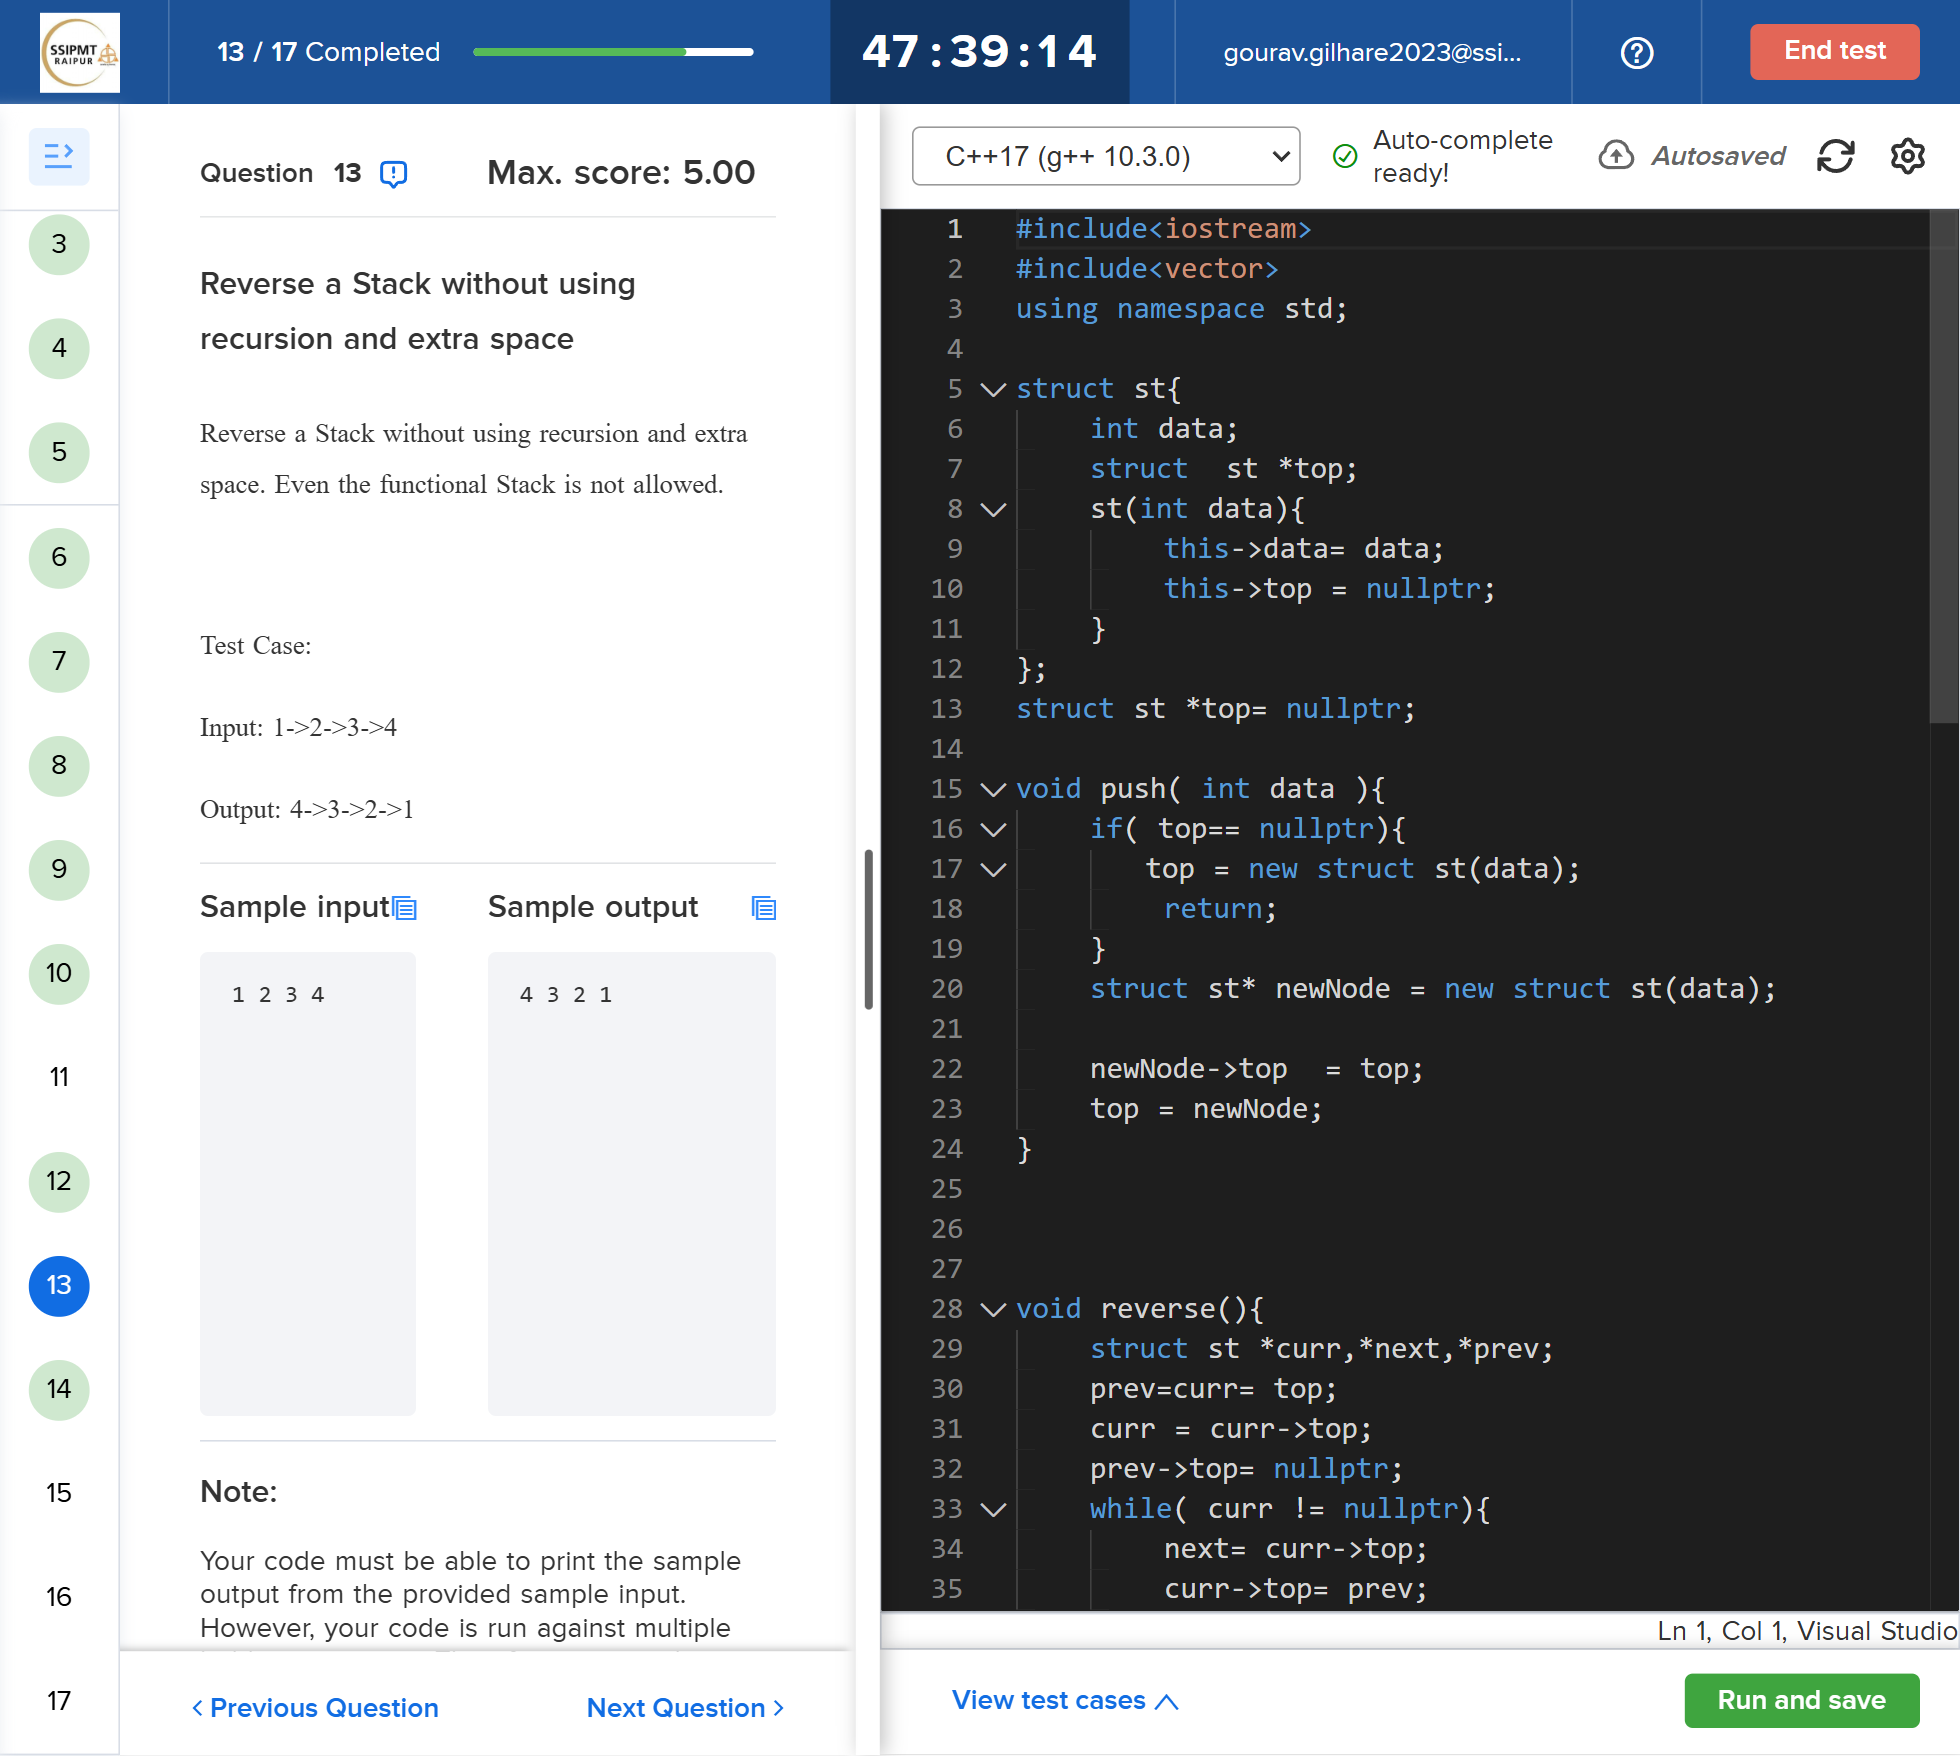 SSIPMT
RAIPUR
13 / 17 Completed
47:39:14
gourav.gilhare2023@ssi...
End test
3
4
5
6
7
8
9
10
11
12
13
14
15
16
17
Question 13
Max. score: 5.00
Reverse a Stack without using
recursion and extra space
Reverse a Stack without using recursion and extra
space. Even the functional Stack is not allowed.
Test Case:
Input: 1->2->3->4
Output: 4->3->2->1
Sample input
Sample output
1 2 3 4
4 3 2 1
Note:
Your code must be able to print the sample
output from the provided sample input.
However, your code is run against multiple
< Previous Question
Next Question >
C++17 (g++ 10.3.0)
Auto-complete
ready!
Autosaved
1 #include<iostream>
2 #include<vector>
3 using namespace std;
4
5 struct st{
6 int data;
7 struct  st *top;
8 st(int data){
9 this->data= data;
10 this->top = nullptr;
11 }
12 };
13 struct st *top= nullptr;
14
15 void push( int data ){
16 if( top== nullptr){
17 top = new struct st(data);
18 return;
19 }
20 struct st* newNode = new struct st(data);
21
22 newNode->top  = top;
23 top = newNode;
24 }
25
26
27
28 void reverse(){
29 struct st *curr,*next,*prev;
30 prev=curr= top;
31 curr = curr->top;
32 prev->top= nullptr;
33 while( curr != nullptr){
34 next= curr->top;
35 curr->top= prev;
Ln 1, Col 1, Visual Studio
View test cases
Run and save